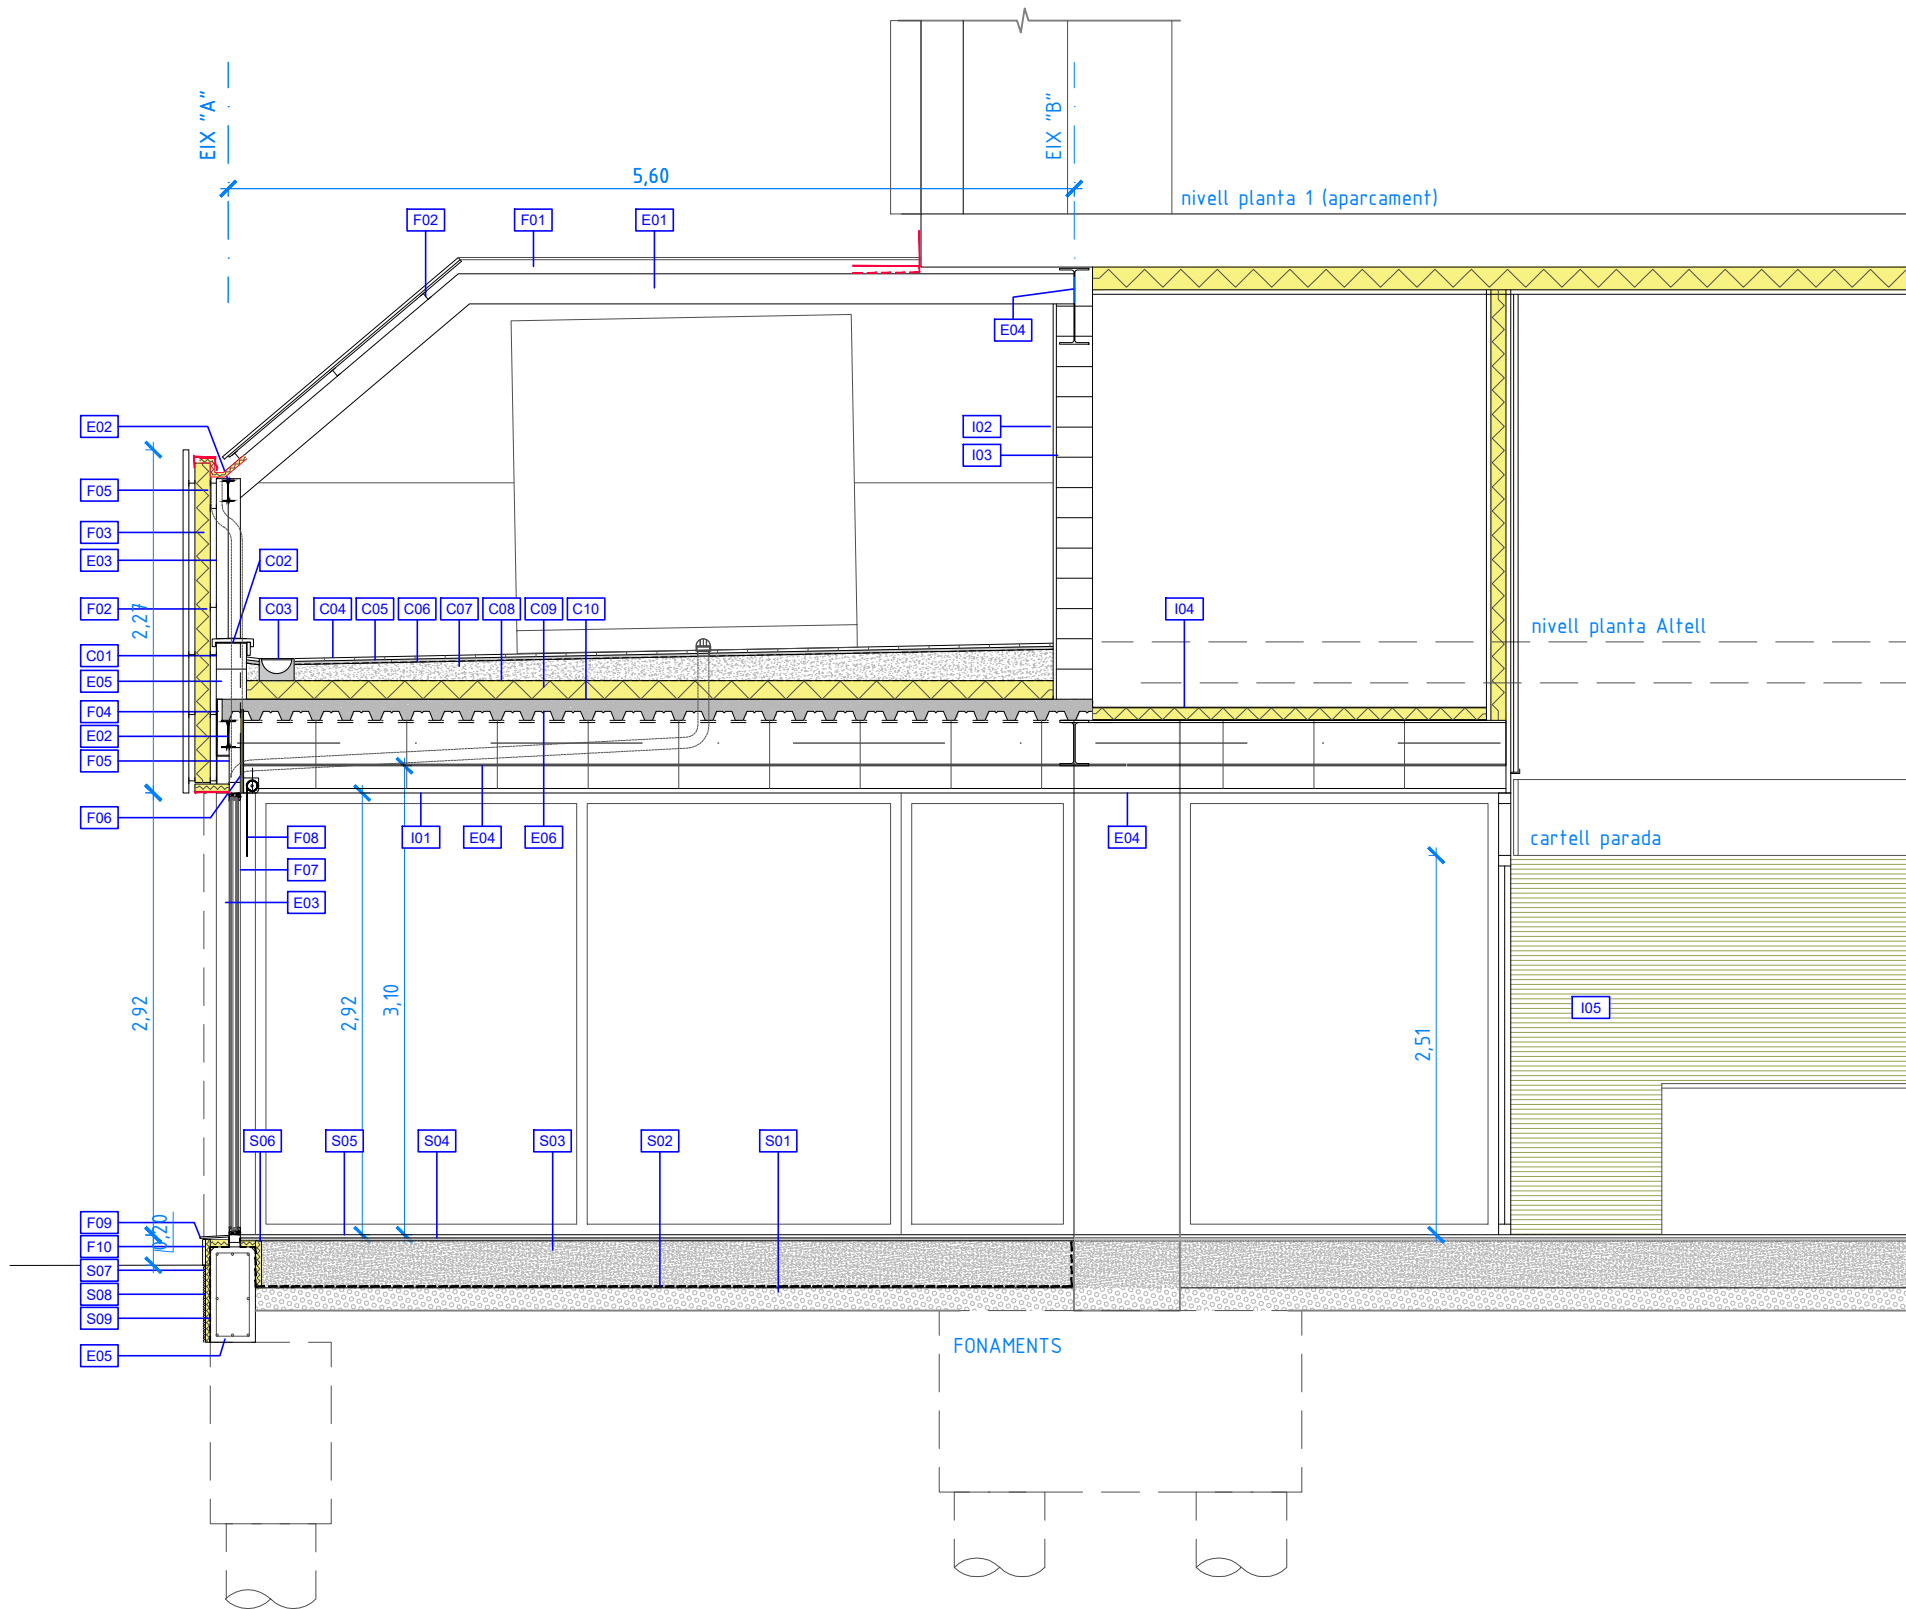 EIX "A"
EIX "B"
5,60
nivell planta 1 (aparcament)
F02
F01
E01
E04
E02
I02
I03
F05
F03
E03
C02
F02
2,27
C03
C04
C05
C06
C07
C08
C09
C10
I04
nivell planta Altell
C01
E05
F04
E02
F05
F06
F08
I01
E04
E06
E04
cartell parada
F07
E03
2,92
2,92
3,10
2,51
I05
S06
S05
S04
S03
S02
S01
F09
0,20
F10
S07
S08
S09
E05
FONAMENTS